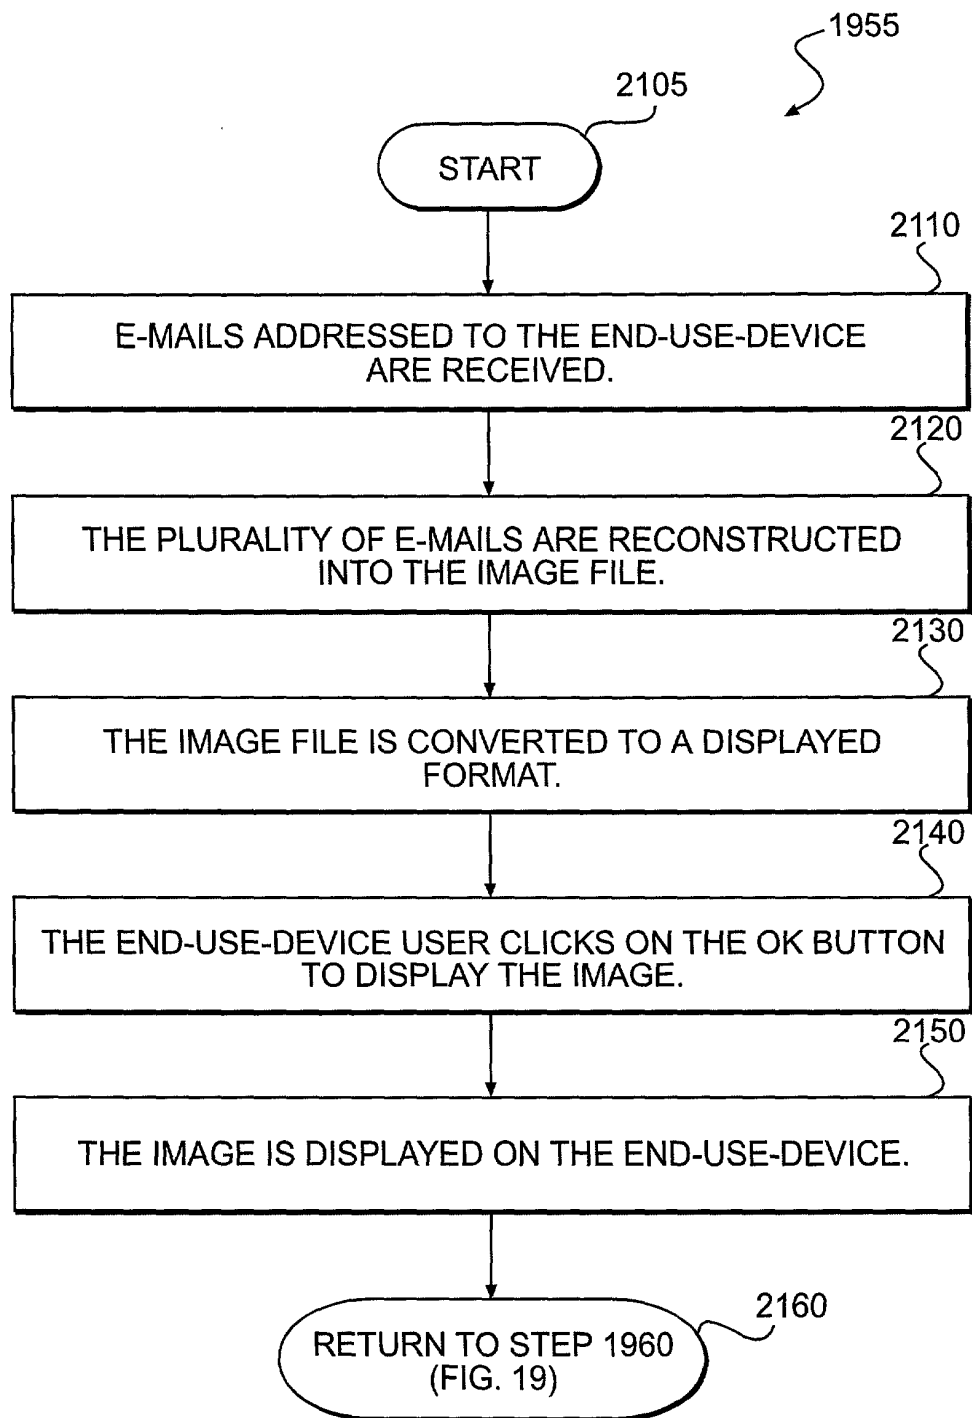 1955
2105
START
2110
E-MAILS ADDRESSED TO THE END-USE-DEVICE
ARE RECEIVED.
2120
THE PLURALITY OF E-MAILS ARE RECONSTRUCTED
INTO THE IMAGE FILE.
2130
THE IMAGE FILE IS CONVERTED TO A DISPLAYED
FORMAT.
2140
THE END-USE-DEVICE USER CLICKS ON THE OK BUTTON
TO DISPLAY THE IMAGE.
2150
THE IMAGE IS DISPLAYED ON THE END-USE-DEVICE.
2160
RETURN TO STEP 1960
(FIG. 19)